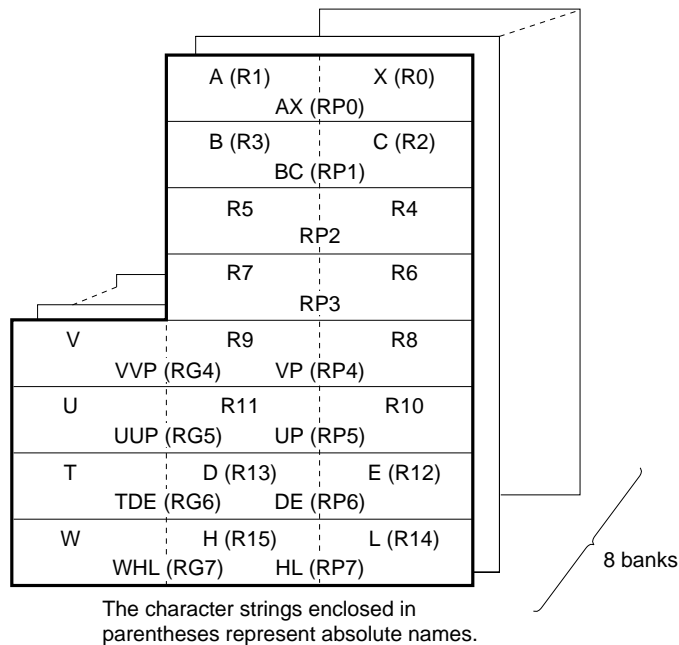 A (R1) X (R0)
AX (RP0)
B (R3) C (R2)
BC (RP1)
R5 R4
RP2
R7 R6
RP3
V R9 R8
VVP (RG4) VP (RP4)
U R11 R10
UUP (RG5) UP (RP5)
T D (R13) E (R12)
TDE (RG6) DE (RP6)
W H (R15) L (R14)
WHL (RG7) HL (RP7)
8 banks
The character strings enclosed in
parentheses represent absolute names.